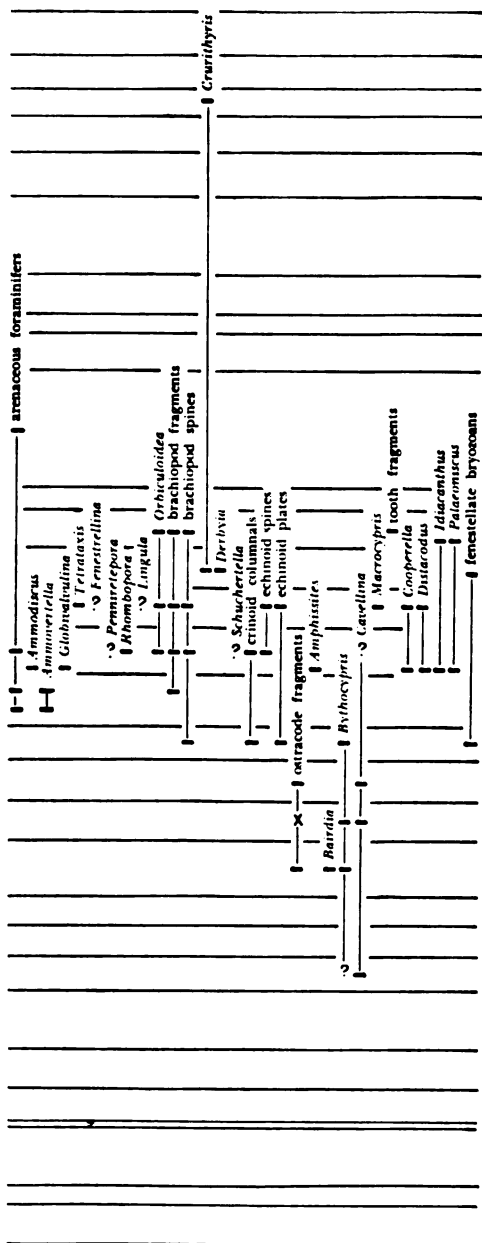 arenaceous foraminifers
Ammodiscus
Ammovertella
Globivalvulina
Tetrataxis
? Fenestrellina
? Penniretepora
Rhombopora
? Lingula
Orbiculoidea
brachiopod fragments
brachiopod spines
Crurithyris
Derbyia
? Schuchertella
crinoid columnals
echinoid spines
echinoid plates
ostracode fragments
x
Amphissites
Bairdia
Bythocypris
?
? Cavellina
Macrocypris
tooth fragments
Cooperella
Distacodus
Idiacanthus
Palaeoniscus
fenestellate bryozoans